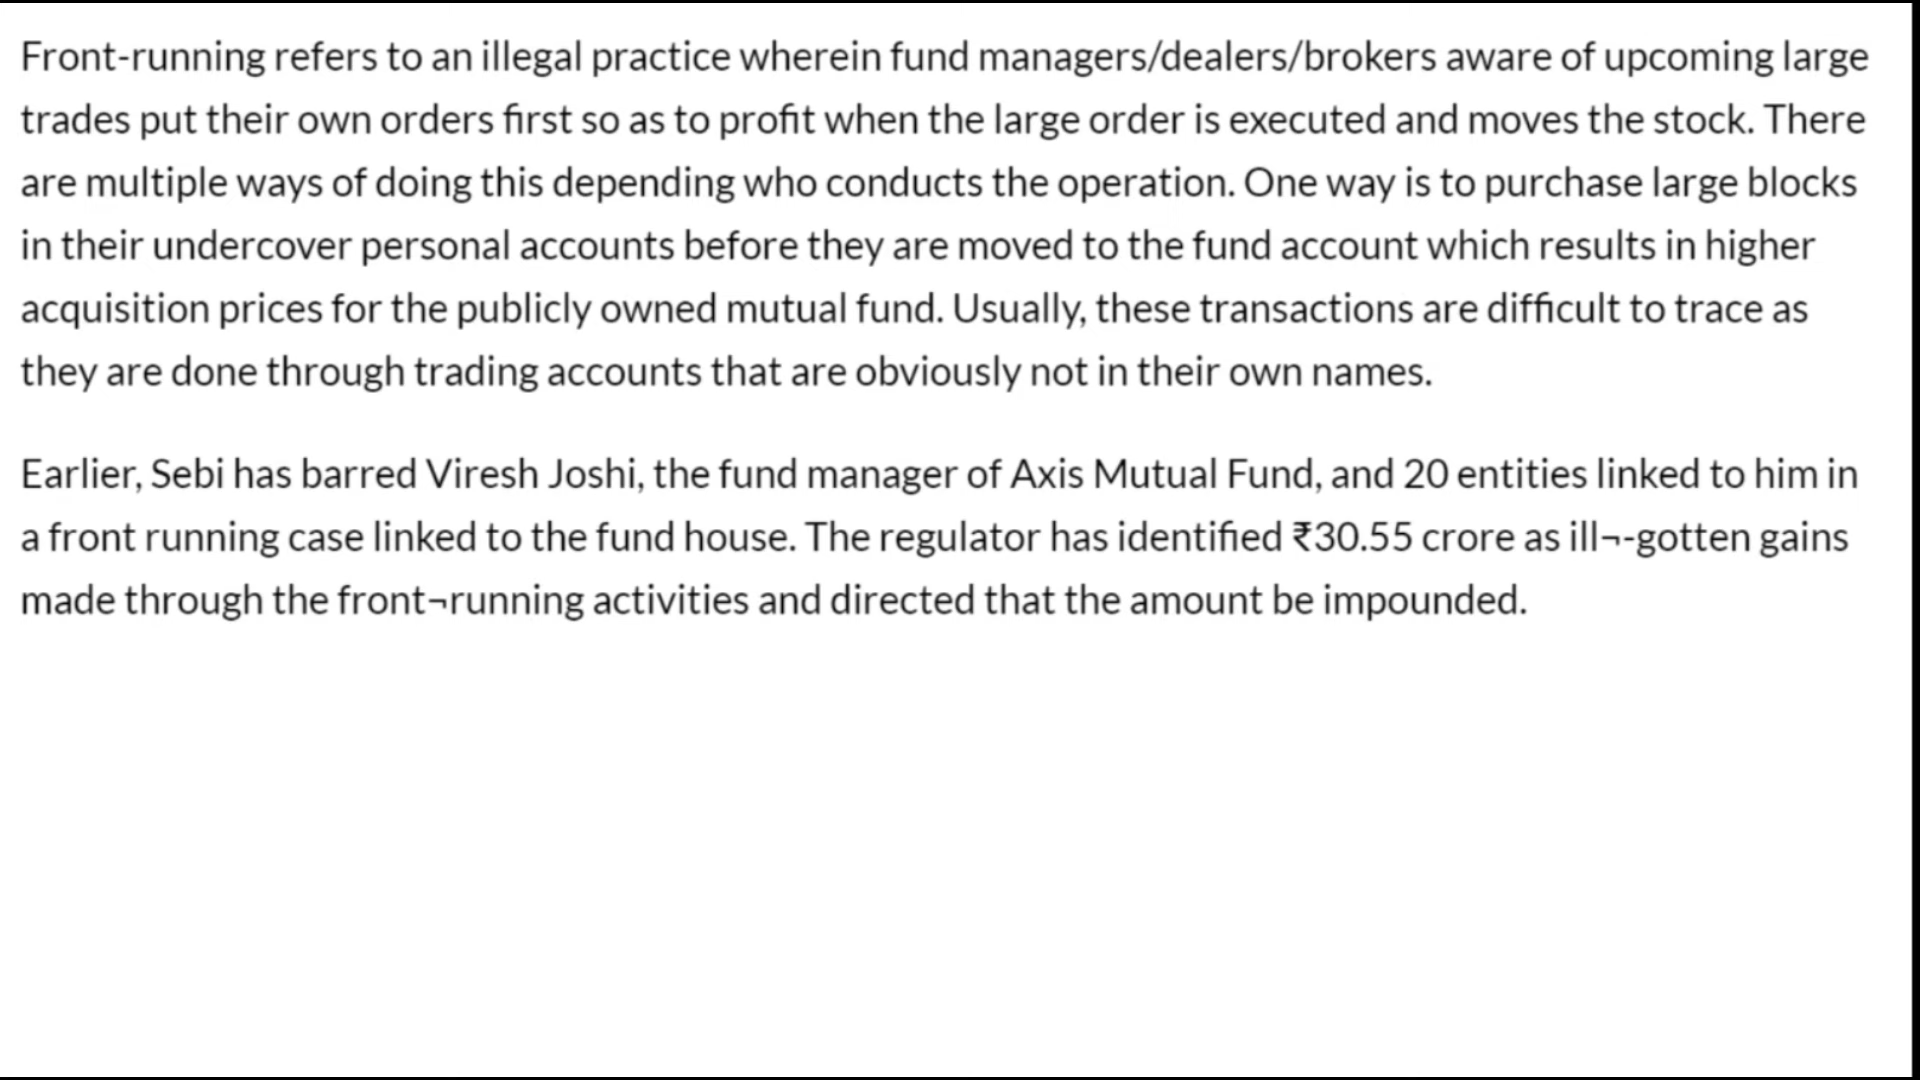 Front-running refers to an illegal practice wherein fund managers/dealers/brokers aware of upcoming large
trades put their own orders first so as to profit when the large order is executed and moves the stock. There
are multiple ways of doing this depending who conducts the operation. One way is to purchase large blocks
in their undercover personal accounts before they are moved to the fund account which results in higher
acquisition prices for the publicly owned mutual fund. Usually, these transactions are difficult to trace as
they are done through trading accounts that are obviously not in their own names.
Earlier, Sebi has barred Viresh Joshi, the fund manager of Axis Mutual Fund, and 20 entities linked to him in
a front running case linked to the fund house. The regulator has identified ₹30.55 crore as ill¬-gotten gains
made through the front¬running activities and directed that the amount be impounded.